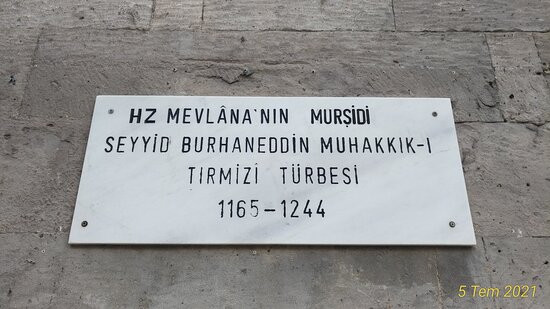 HZ MEVLÂNA'NIN MURŞİDİ
SEYYİD BURHANEDDİN MUHAKKIK-I
TIRMİZİ TÜRBESİ
1165-1244
5 Tem 2021